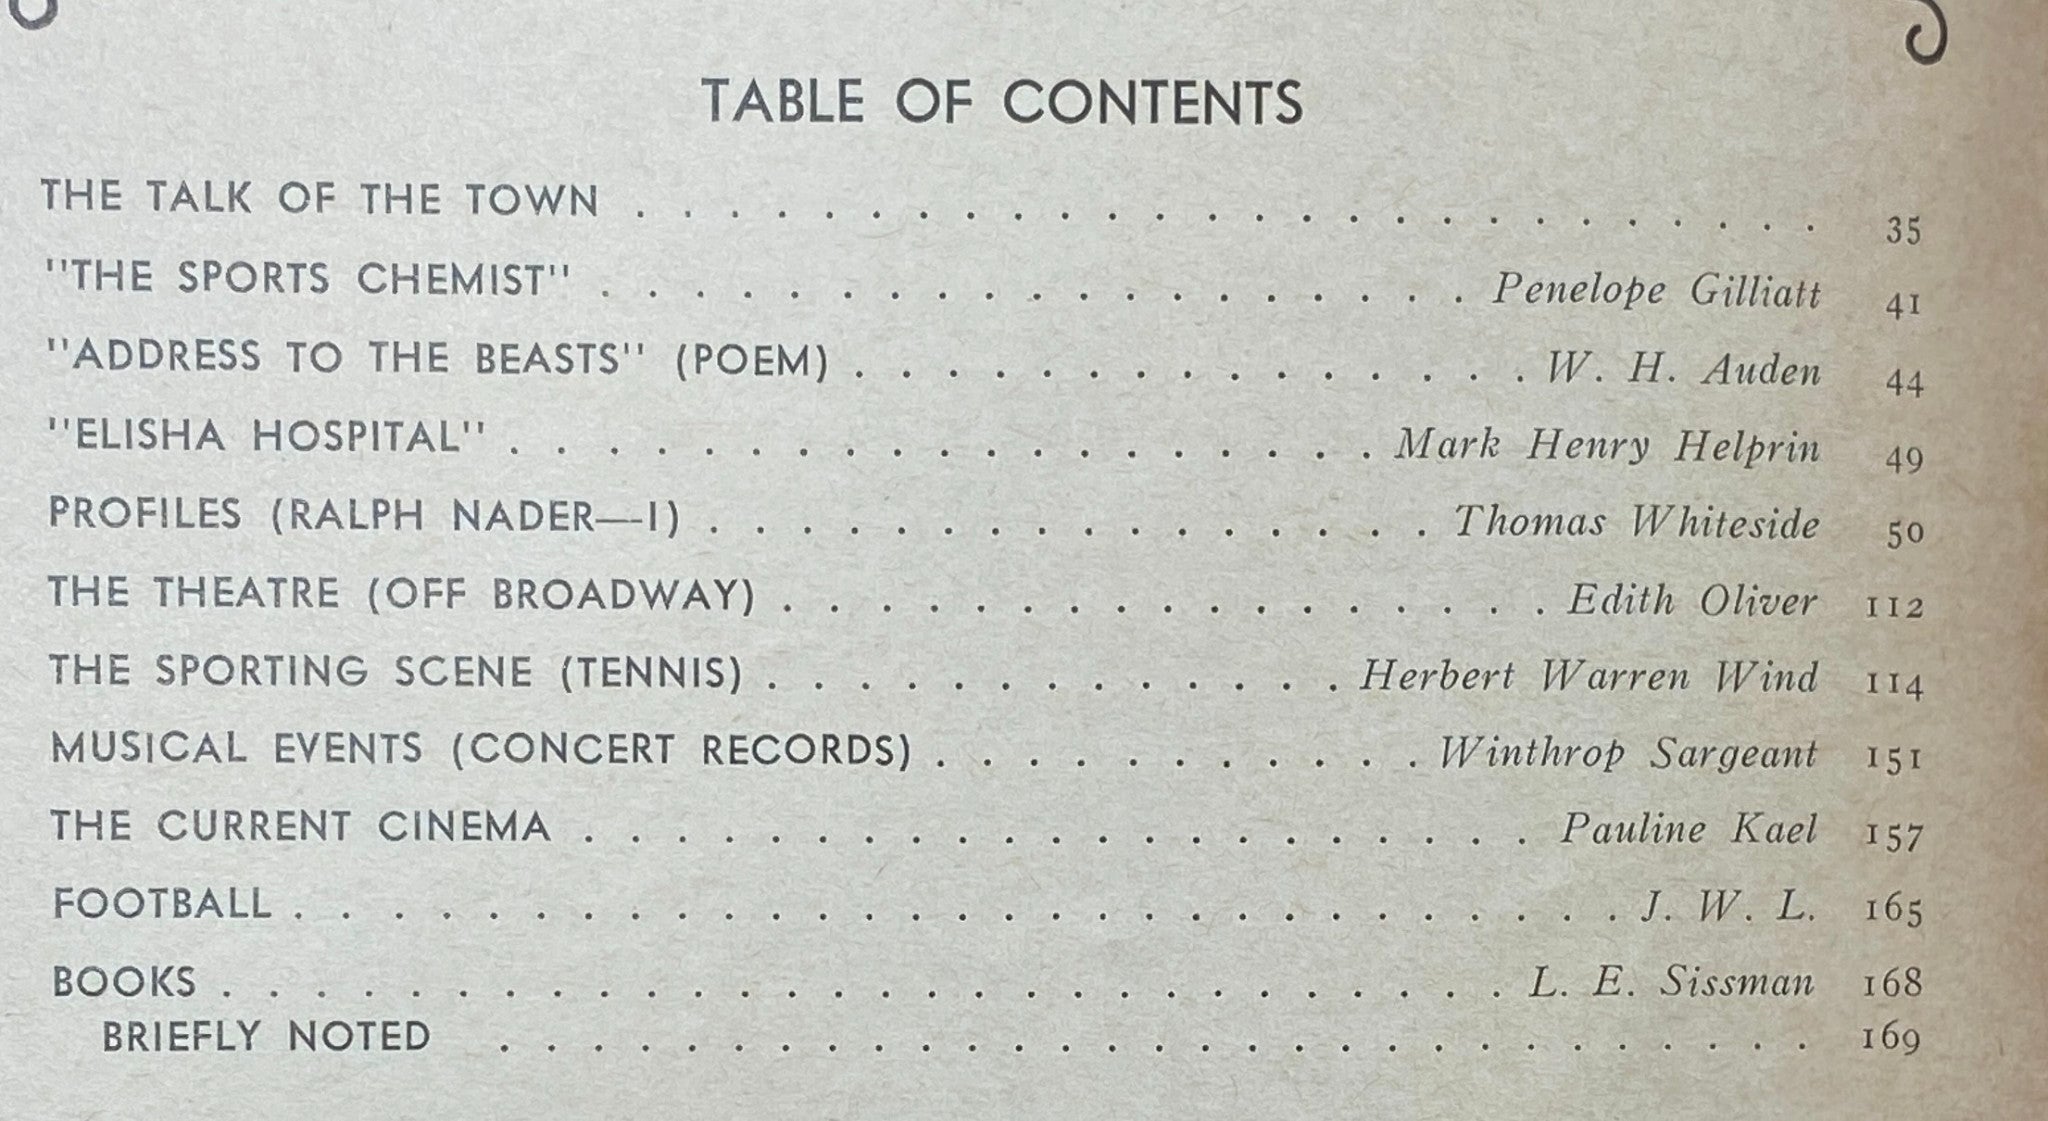 TABLE OF CONTENTS
THE TALK OF THE TOWN . . . . . . . . . . . . . . . . . . . . . . . . . . 35
"THE SPORTS CHEMIST" . . . . . . . . . . . . . . . . . . . Penelope Gilliatt 41
"ADDRESS TO THE BEASTS" (POEM) . . . . . . . . . . . . . . . W. H. Auden 44
"ELISHA HOSPITAL" . . . . . . . . . . . . . . . . . . . Mark Henry Helprin 49
PROFILES (RALPH NADER—I) . . . . . . . . . . . . . . . . Thomas Whiteside 50
THE THEATRE (OFF BROADWAY) . . . . . . . . . . . . . . . . . Edith Oliver 112
THE SPORTING SCENE (TENNIS) . . . . . . . . . . . . . Herbert Warren Wind 114
MUSICAL EVENTS (CONCERT RECORDS) . . . . . . . . . . . Winthrop Sargeant 151
THE CURRENT CINEMA . . . . . . . . . . . . . . . . . . . . . Pauline Kael 157
FOOTBALL . . . . . . . . . . . . . . . . . . . . . . . . . . . . . J. W. L. 165
BOOKS . . . . . . . . . . . . . . . . . . . . . . . . . . . . L. E. Sissman 168
BRIEFLY NOTED . . . . . . . . . . . . . . . . . . . . . . . . . . . . . 169